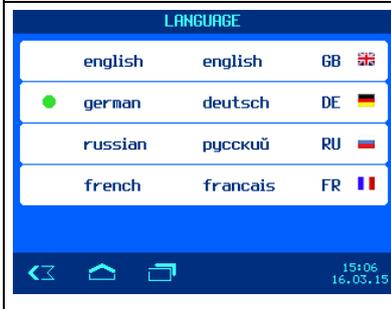 LANGUAGE
english english GB
german deutsch DE
russian русский RU
french francais FR
15:06
16.03.15